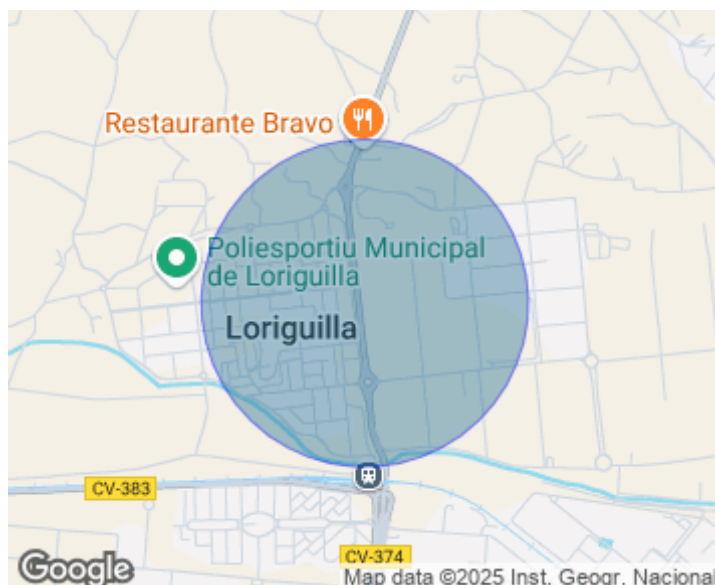 Restaurante Bravo
Poliesportiu Municipal
de Loriguilla
Loriguilla
CV-383
CV-374
Google
Map data ©2025 Inst. Geogr. Nacional